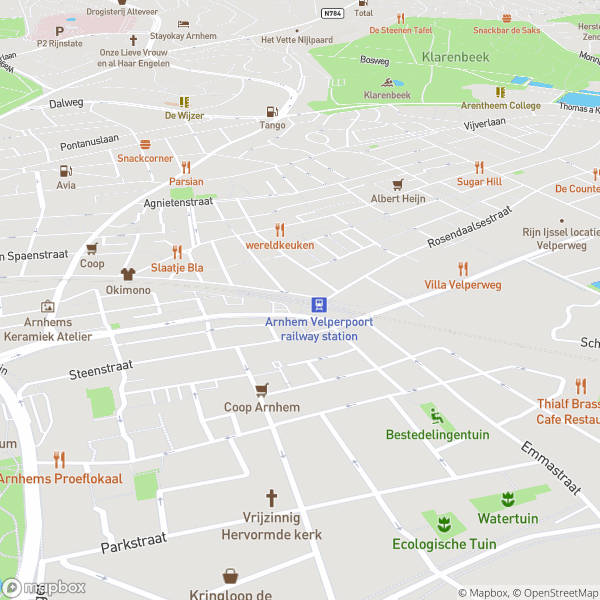 Drogisterij Alteveer
P
P2 Rijnstate
Onze Lieve Vrouw
en al Haar Engelen
Stayokay Arnhem
N784
Total
Het Vette Nijlpaard
De Steenen Tafel
Snackbar de Saks
Klarenbeek
Bosweg
Klarenbeek
Dalweg
De Wijzer
Tango
Arentheem College
Thomas a K
Vijverlaan
Pontanuslaan
Snackcorner
Parsian
Avia
Agnietenstraat
Albert Heijn
Sugar Hill
De Counte
Rosendaalsestraat
Rijn Ijssel locatie
Velperweg
n Spaenstraat
Coop
Slaatje Bla
wereldkeuken
Okimono
Villa Velperweg
Arnhems
Keramiek Atelier
Arnhem Velperpoort
railway station
Sch
Steenstraat
Coop Arnhem
Thialf Brass
Cafe Restau
Bestedelingentuin
Emmastraat
um
Arnhems Proeflokaal
Vrijzinnig
Hervormde kerk
Watertuin
Ecologische Tuin
Parkstraat
Kringloop de
mapbox
© Mapbox, © OpenStreetMap